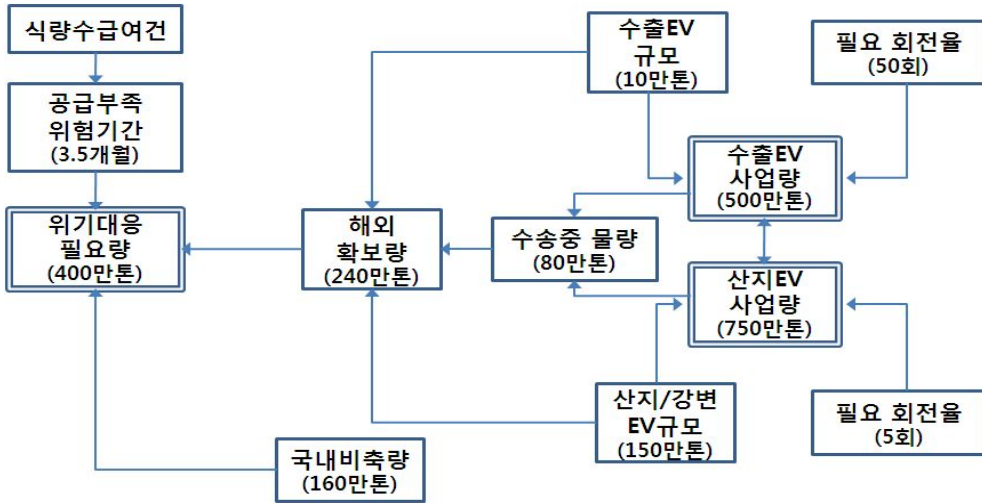 식량수급여건
공급부족
위험기간
(3.5개월)
위기대응
필요량
(400만톤)
국내비축량
(160만톤)
해외
확보량
(240만톤)
수송중 물량
(80만톤)
수출EV
규모
(10만톤)
산지/강변
EV규모
(150만톤)
수출EV
사업량
(500만톤)
산지EV
사업량
(750만톤)
필요 회전율
(50회)
필요 회전율
(5회)